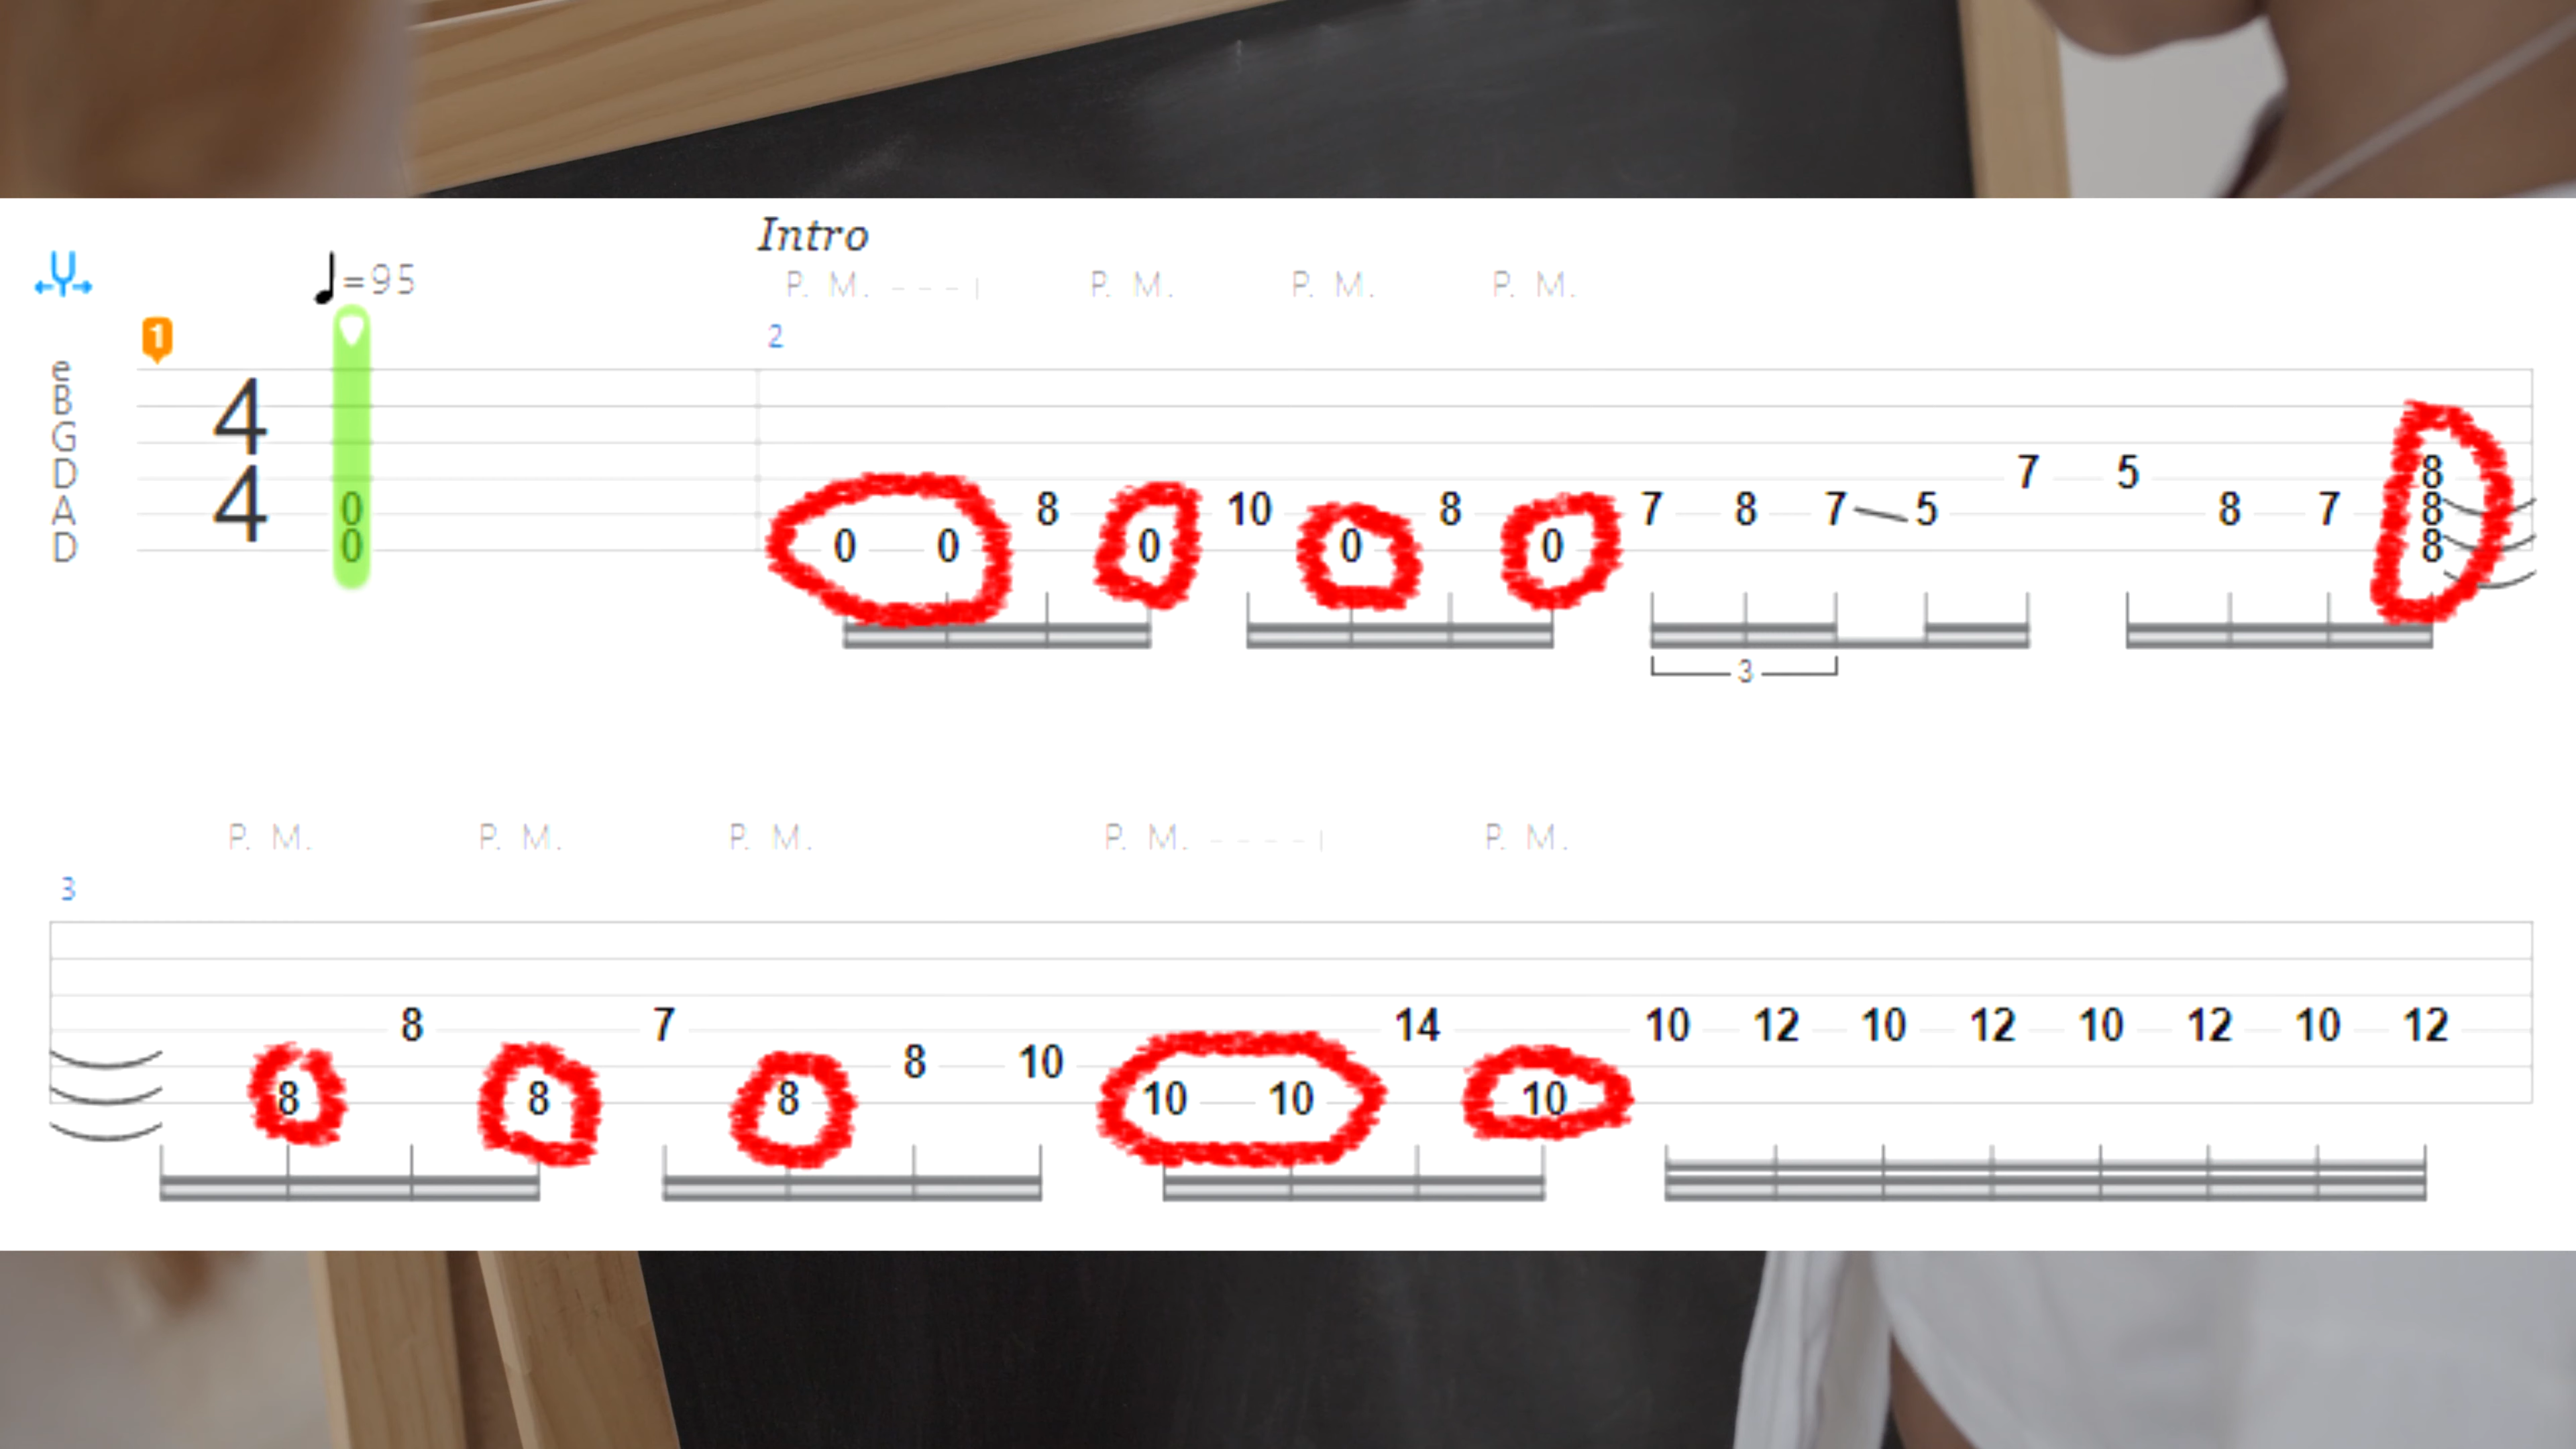 Intro
♩=95
P. M. - - - | P. M. P. M. P. M.
1
2
e
B
G
D
A
D
4
4
7 5 8
0 8 10 8 7 8 7 5 8 7 8
0 0 0 0 0 0 8
3
P. M. P. M. P. M. P. M. - - - - | P. M.
3
8 7 14 10 12 10 12 10 12 10 12
8 10
8 8 8 10 10 10